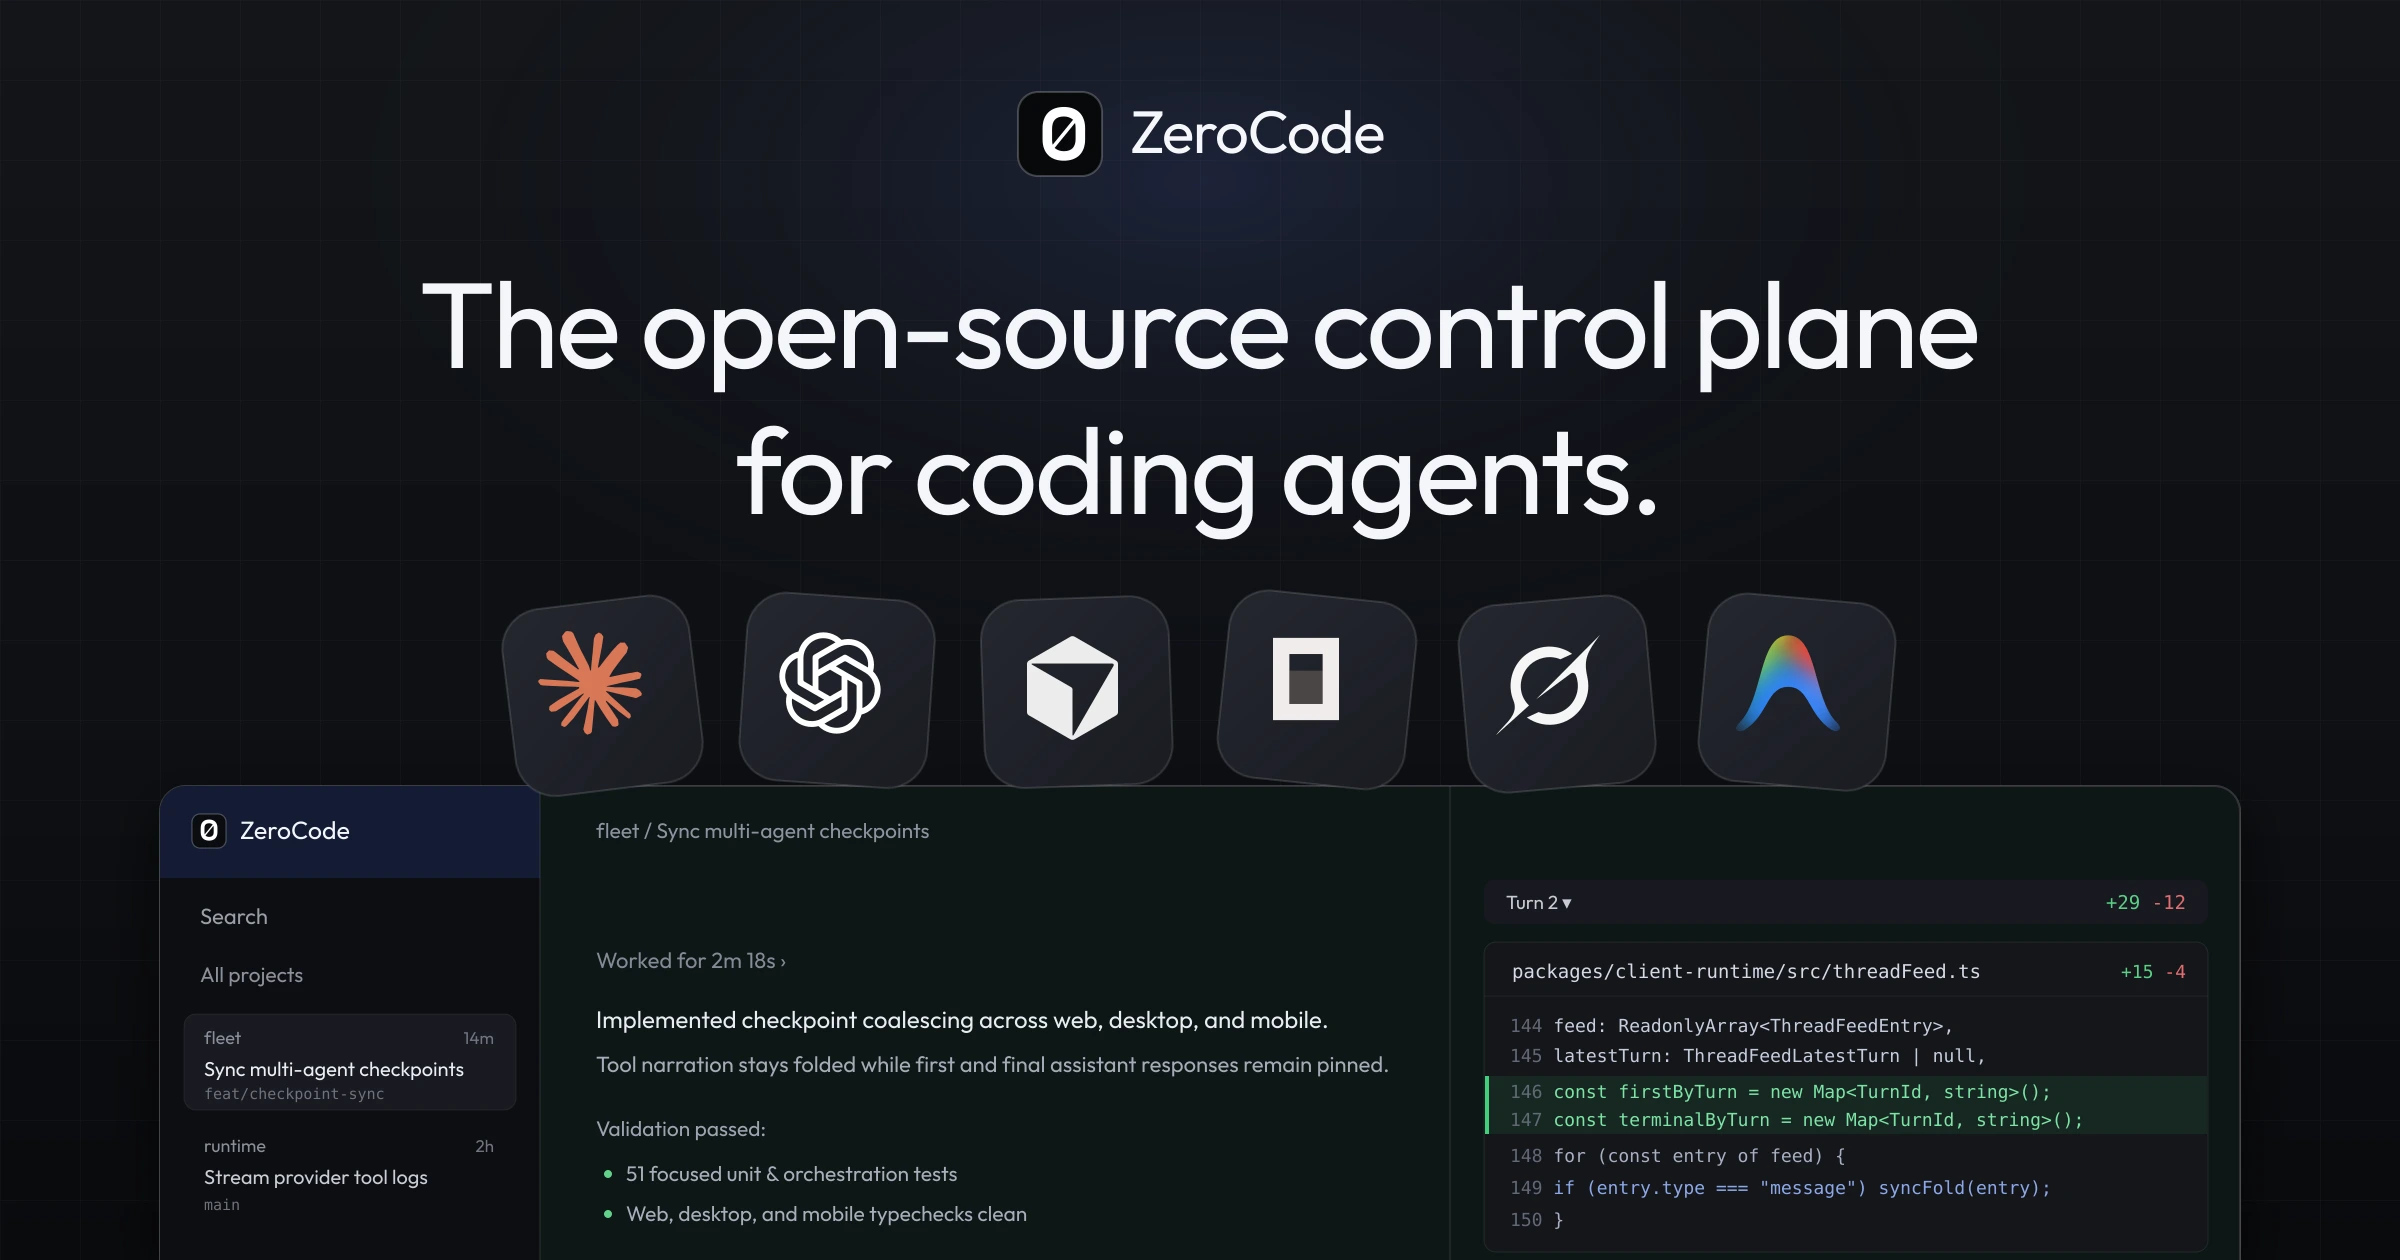 ZeroCode
The open-source control plane
for coding agents.
ZeroCode
Search
All projects
fleet 14m
Sync multi-agent checkpoints
feat/checkpoint-sync
runtime 2h
Stream provider tool logs
main
fleet / Sync multi-agent checkpoints
Worked for 2m 18s ›
Implemented checkpoint coalescing across web, desktop, and mobile.
Tool narration stays folded while first and final assistant responses remain pinned.
Validation passed:
• 51 focused unit & orchestration tests
• Web, desktop, and mobile typechecks clean
Turn 2 ▾ +29 -12
packages/client-runtime/src/threadFeed.ts +15 -4
144 feed: ReadonlyArray<ThreadFeedEntry>,
145 latestTurn: ThreadFeedLatestTurn | null,
146 const firstByTurn = new Map<TurnId, string>();
147 const terminalByTurn = new Map<TurnId, string>();
148 for (const entry of feed) {
149 if (entry.type === "message") syncFold(entry);
150 }